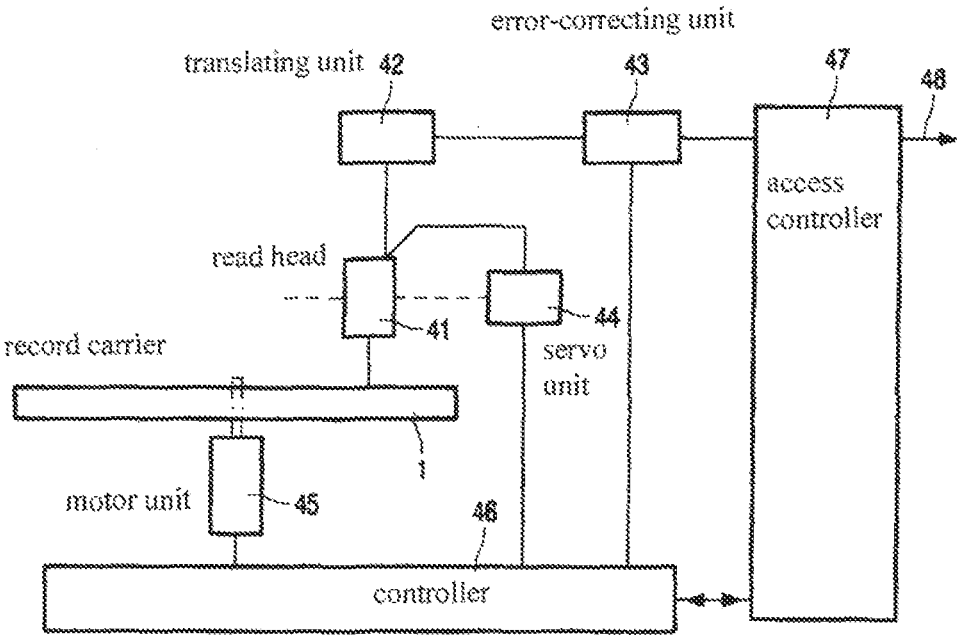 error-correcting unit
translating unit
42
43
47
48
access
controller
read head
41
44
servo
unit
record carrier
1
motor unit
45
46
controller